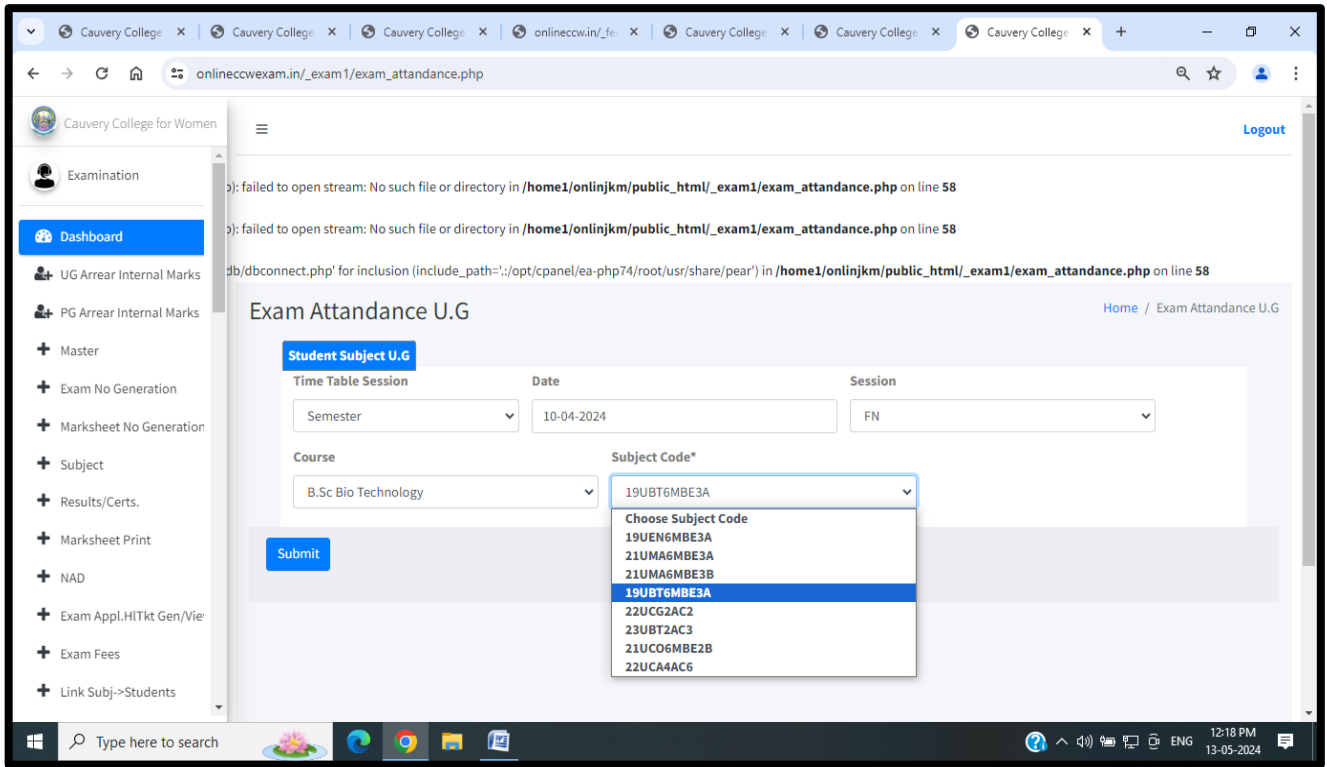 Cauvery College
Cauvery College
Cauvery College
onlineccw.in/_fe
Cauvery College
Cauvery College
Cauvery College
onlineccwexam.in/_exam1/exam_attandance.php
Cauvery College for Women
Logout
Examination
): failed to open stream: No such file or directory in /home1/onlinjkm/public_html/_exam1/exam_attandance.php on line 58
): failed to open stream: No such file or directory in /home1/onlinjkm/public_html/_exam1/exam_attandance.php on line 58
db/dbconnect.php' for inclusion (include_path='.:/opt/cpanel/ea-php74/root/usr/share/pear') in /home1/onlinjkm/public_html/_exam1/exam_attandance.php on line 58
Dashboard
UG Arrear Internal Marks
PG Arrear Internal Marks
Master
Exam No Generation
Marksheet No Generation
Subject
Results/Certs.
Marksheet Print
NAD
Exam Appl.HlTkt Gen/Vie
Exam Fees
Link Subj->Students
Exam Attandance U.G
Home / Exam Attandance U.G
Student Subject U.G
Time Table Session
Date
Session
Semester
10-04-2024
FN
Course
Subject Code*
B.Sc Bio Technology
19UBT6MBE3A
Choose Subject Code
19UEN6MBE3A
21UMA6MBE3A
21UMA6MBE3B
19UBT6MBE3A
22UCG2AC2
23UBT2AC3
21UCO6MBE2B
22UCA4AC6
Submit
Type here to search
ENG
12:18 PM
13-05-2024